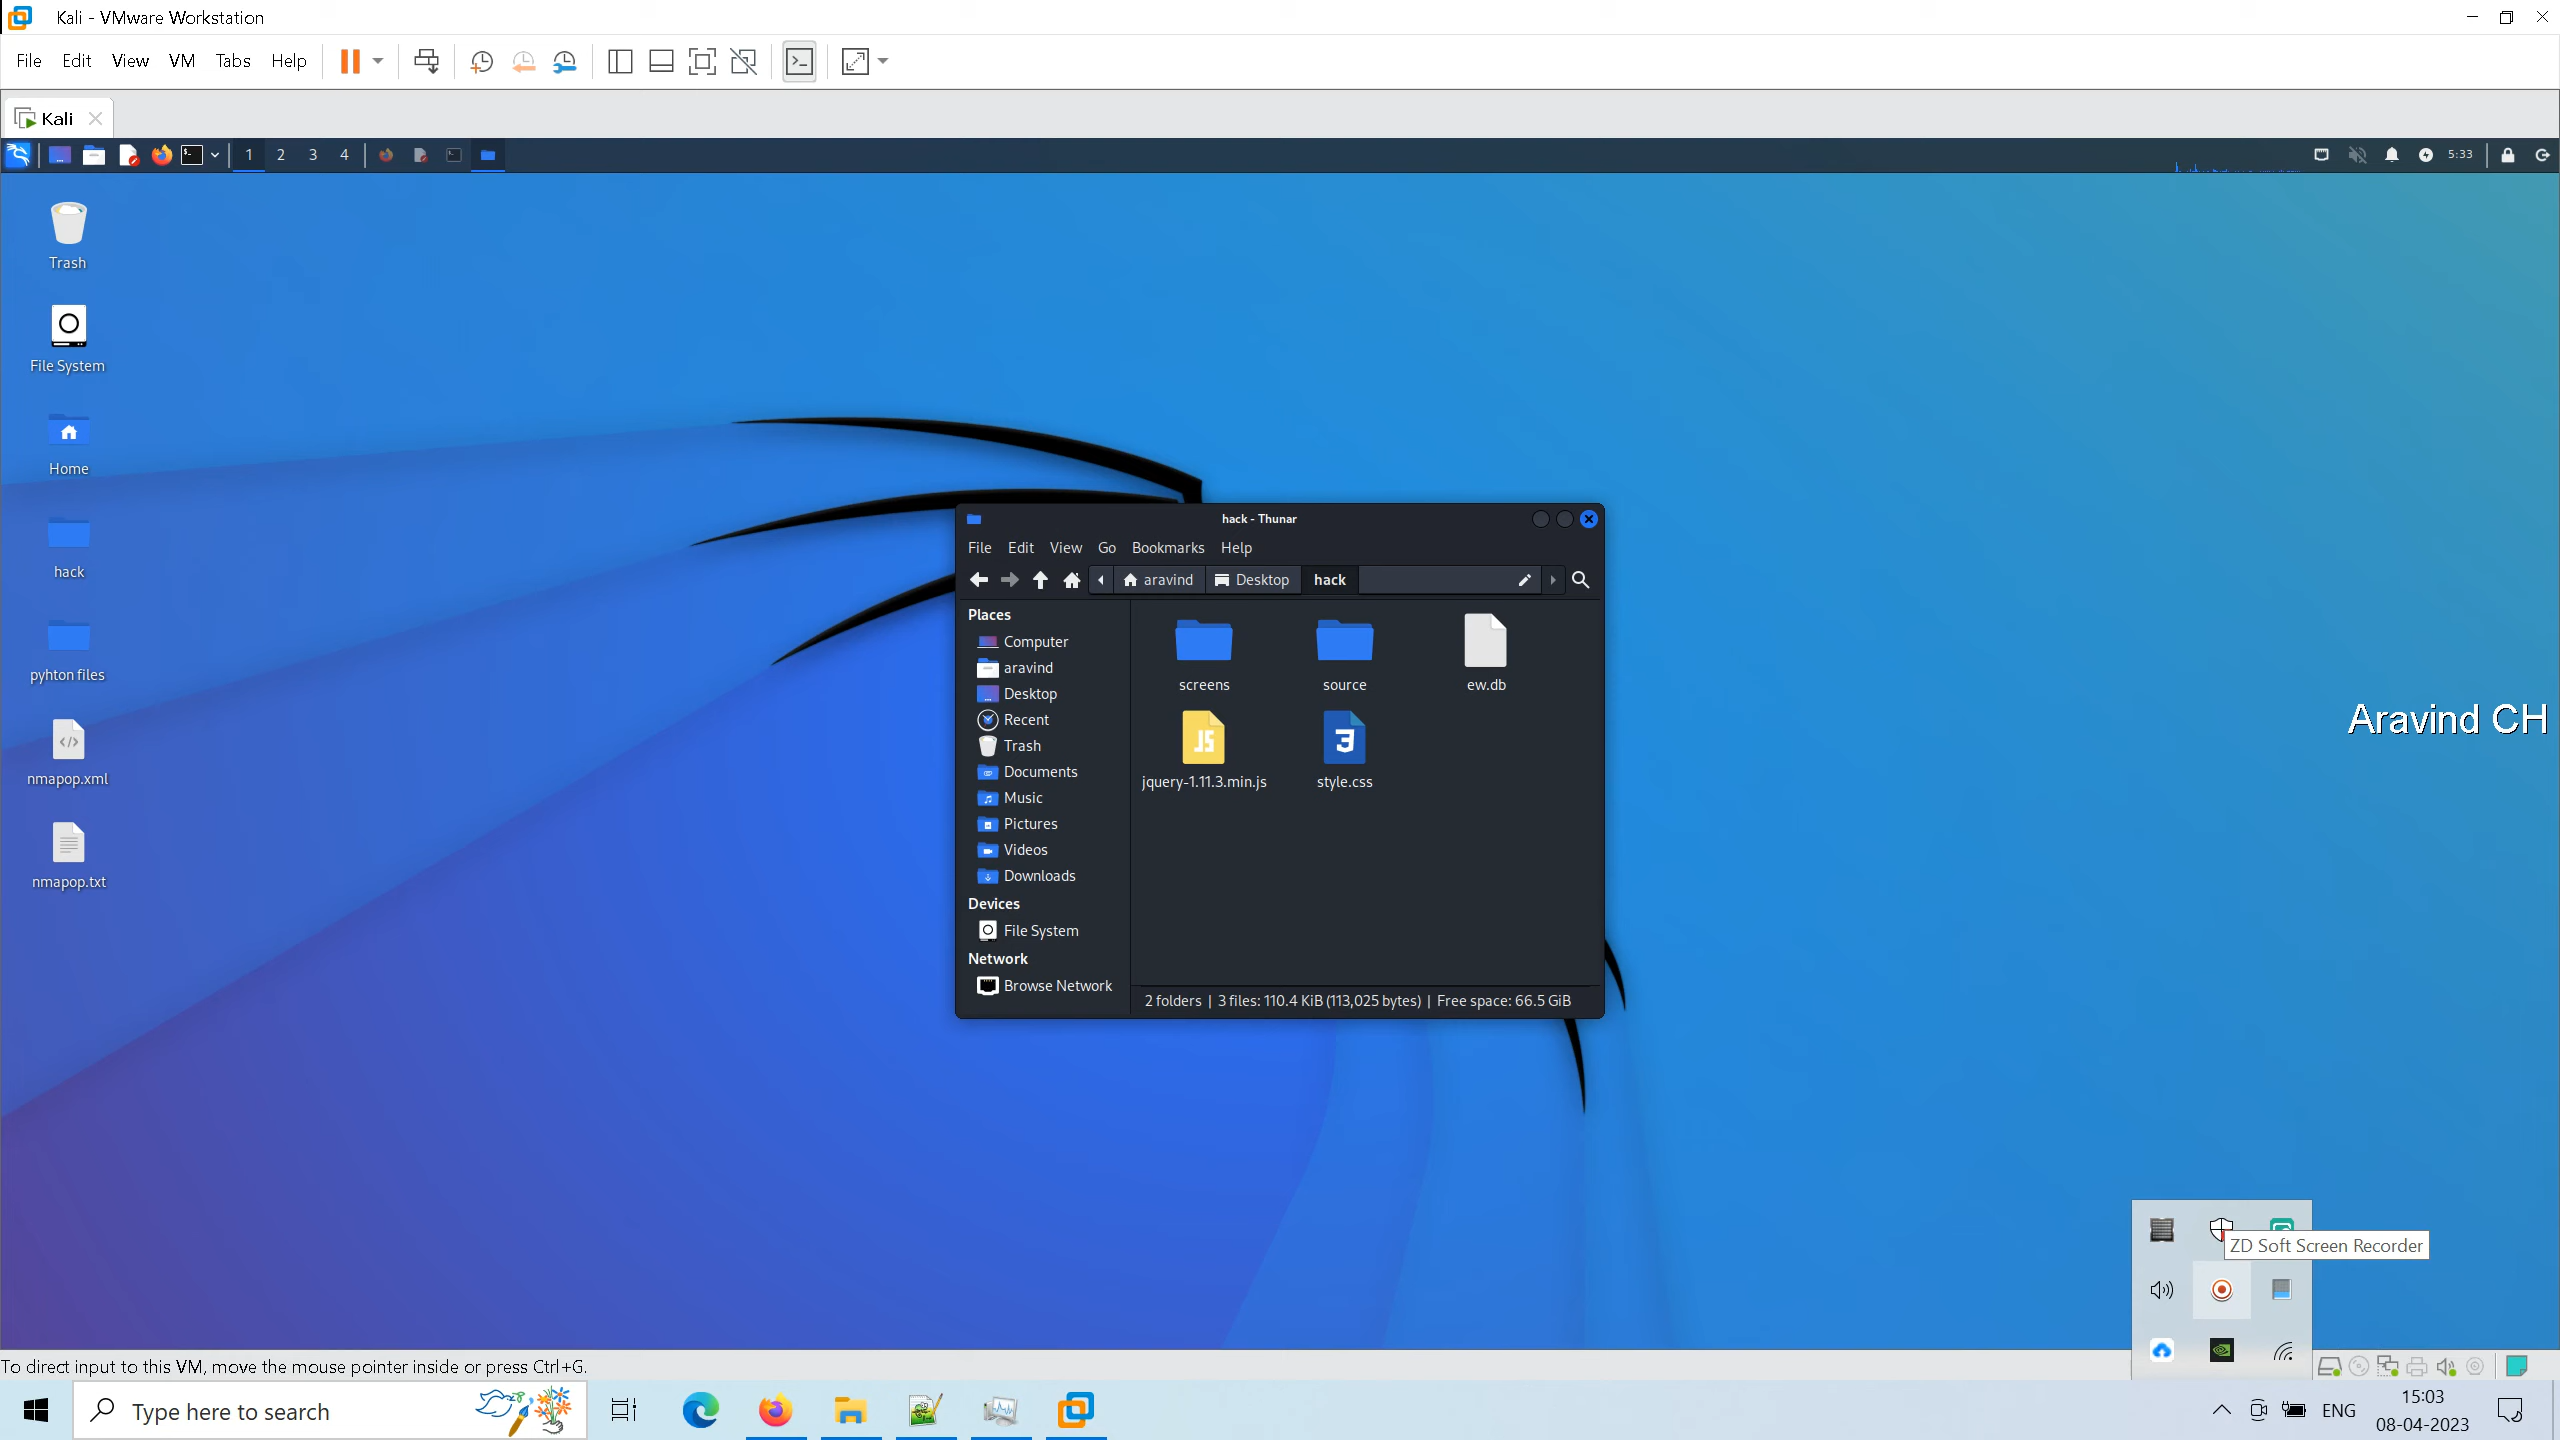 Kali - VMware Workstation
File Edit View VM Tabs Help
Kali
1 2 3 4
5:33
Trash
File System
Home
hack
pyhton files
nmapop.xml
nmapop.txt
hack - Thunar
File Edit View Go Bookmarks Help
aravind Desktop hack
Places
Computer
aravind
Desktop
Recent
Trash
Documents
Music
Pictures
Videos
Downloads
Devices
File System
Network
Browse Network
screens source ew.db
JS 3
jquery-1.11.3.min.js style.css
2 folders | 3 files: 110.4 KiB (113,025 bytes) | Free space: 66.5 GiB
Aravind CH
ZD Soft Screen Recorder
To direct input to this VM, move the mouse pointer inside or press Ctrl+G.
Type here to search
ENG
15:03
08-04-2023